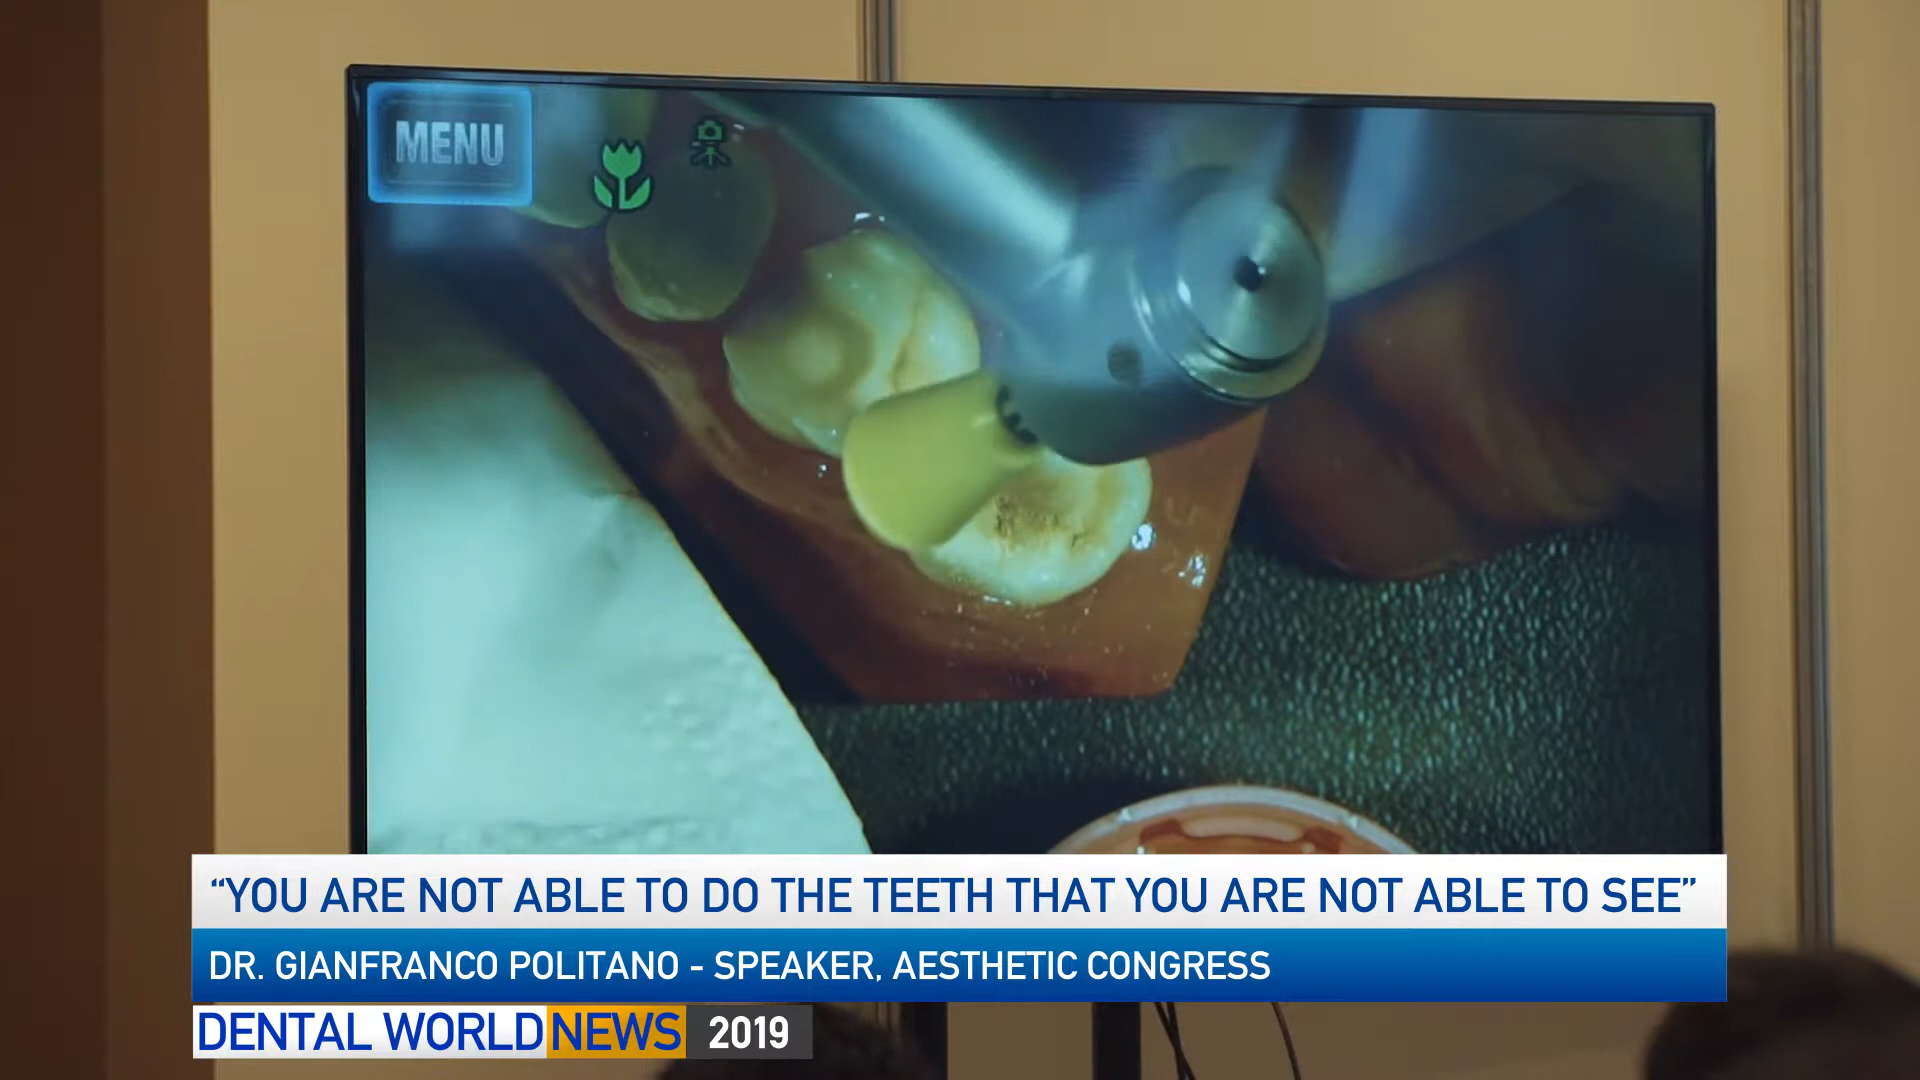 MENU
“YOU ARE NOT ABLE TO DO THE TEETH THAT YOU ARE NOT ABLE TO SEE”
DR. GIANFRANCO POLITANO - SPEAKER, AESTHETIC CONGRESS
DENTAL WORLD NEWS 2019